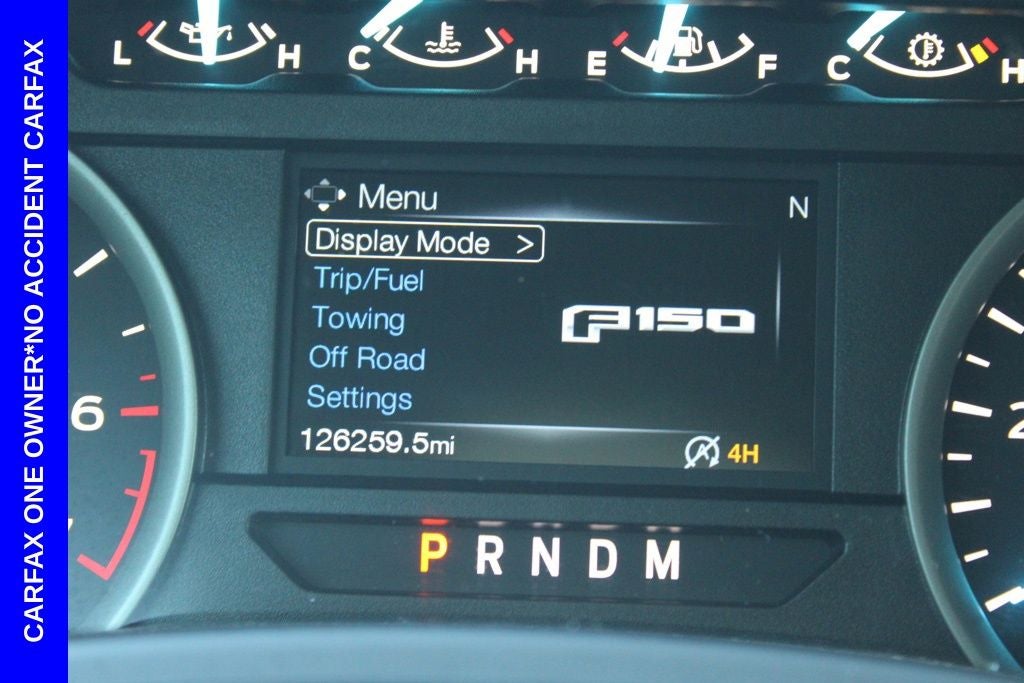 CARFAX ONE OWNER*NO ACCIDENT CARFAX
L H C H E F C H
Menu N
Display Mode >
Trip/Fuel
Towing
F150
Off Road
Settings
126259.5mi 4H
6
2
P R N D M